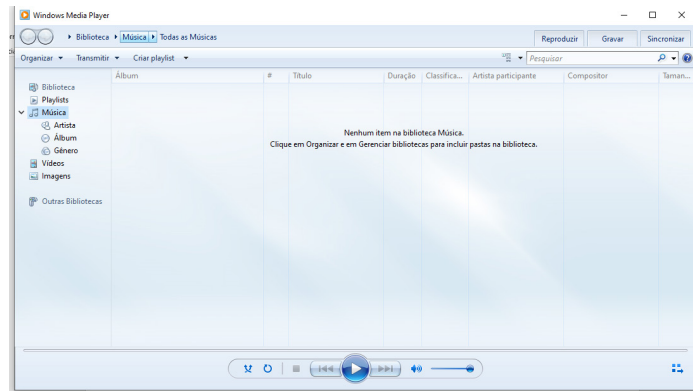 Windows Media Player
Biblioteca Música Todas as Músicas
Reproduzir Gravar Sincronizar
Organizar Transmitir Criar playlist Pesquisar
Álbum # Título Duração Classifica... Artista participante Compositor Taman...
Biblioteca
Playlists
Música
Artista
Álbum
Gênero
Vídeos
Imagens
Outras Bibliotecas
Nenhum item na biblioteca Música.
Clique em Organizar e em Gerenciar bibliotecas para incluir pastas na biblioteca.